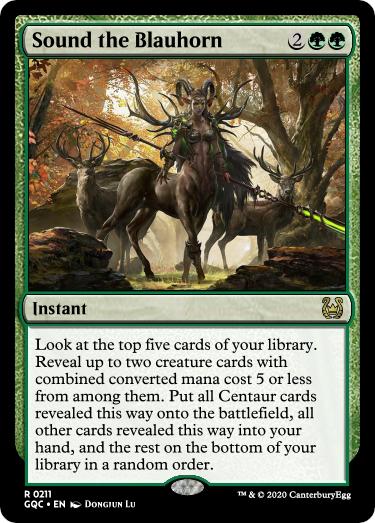 Sound the Blauhorn 2
Instant
Look at the top five cards of your library.
Reveal up to two creature cards with
combined converted mana cost 5 or less
from among them. Put all Centaur cards
revealed this way onto the battlefield, all
other cards revealed this way into your
hand, and the rest on the bottom of your
library in a random order.
R 0211
GQC • EN Dongjun Lu
™ & © 2020 CanterburyEgg